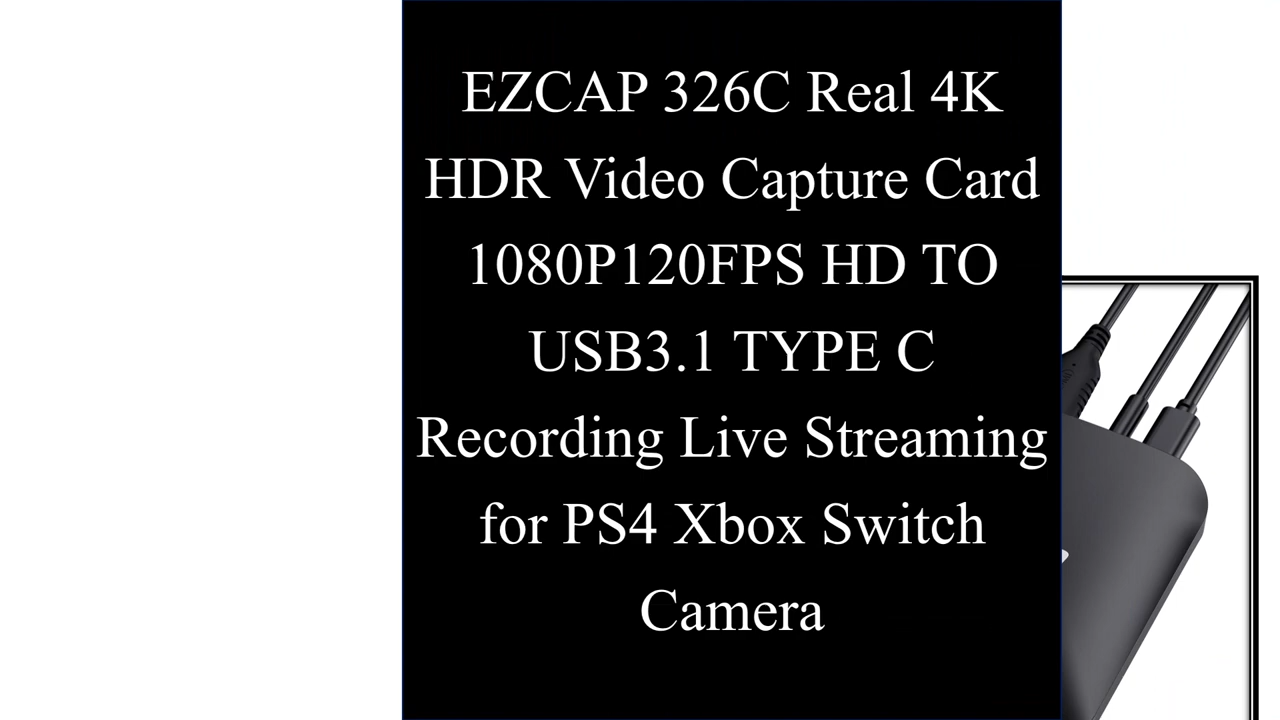 EZCAP 326C Real 4K
HDR Video Capture Card
1080P120FPS HD TO
USB3.1 TYPE C
Recording Live Streaming
for PS4 Xbox Switch
Camera